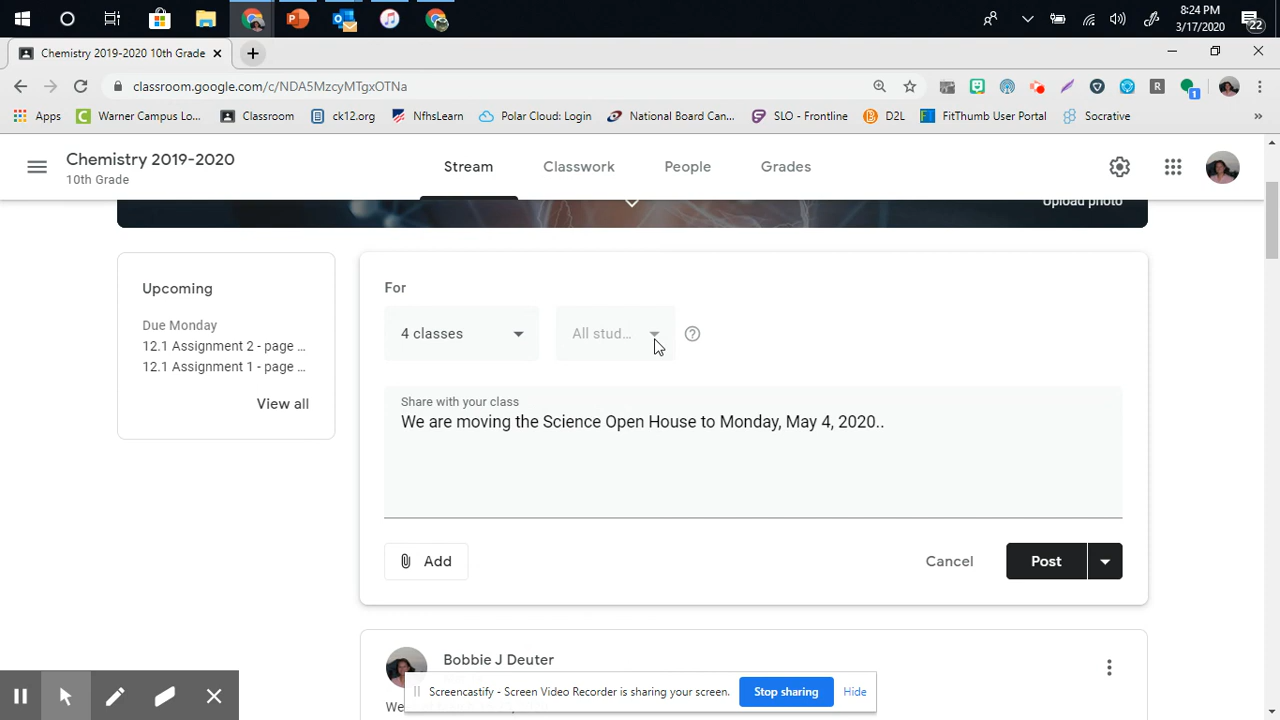 8:24 PM
3/17/2020
22
Chemistry 2019-2020 10th Grade
classroom.google.com/c/NDA5MzcyMTgxOTNa
1
Apps
Warner Campus Lo...
Classroom
ck12.org
NfhsLearn
Polar Cloud: Login
National Board Can...
SLO - Frontline
D2L
FitThumb User Portal
Socrative
»
Chemistry 2019-2020
10th Grade
Stream
Classwork
People
Grades
Upload photo
Upcoming
Due Monday
12.1 Assignment 2 - page ...
12.1 Assignment 1 - page ...
View all
For
4 classes
All stud...
Share with your class
We are moving the Science Open House to Monday, May 4, 2020..
Add
Cancel
Post
Bobbie J Deuter
We
Screencastify - Screen Video Recorder is sharing your screen.
Stop sharing
Hide